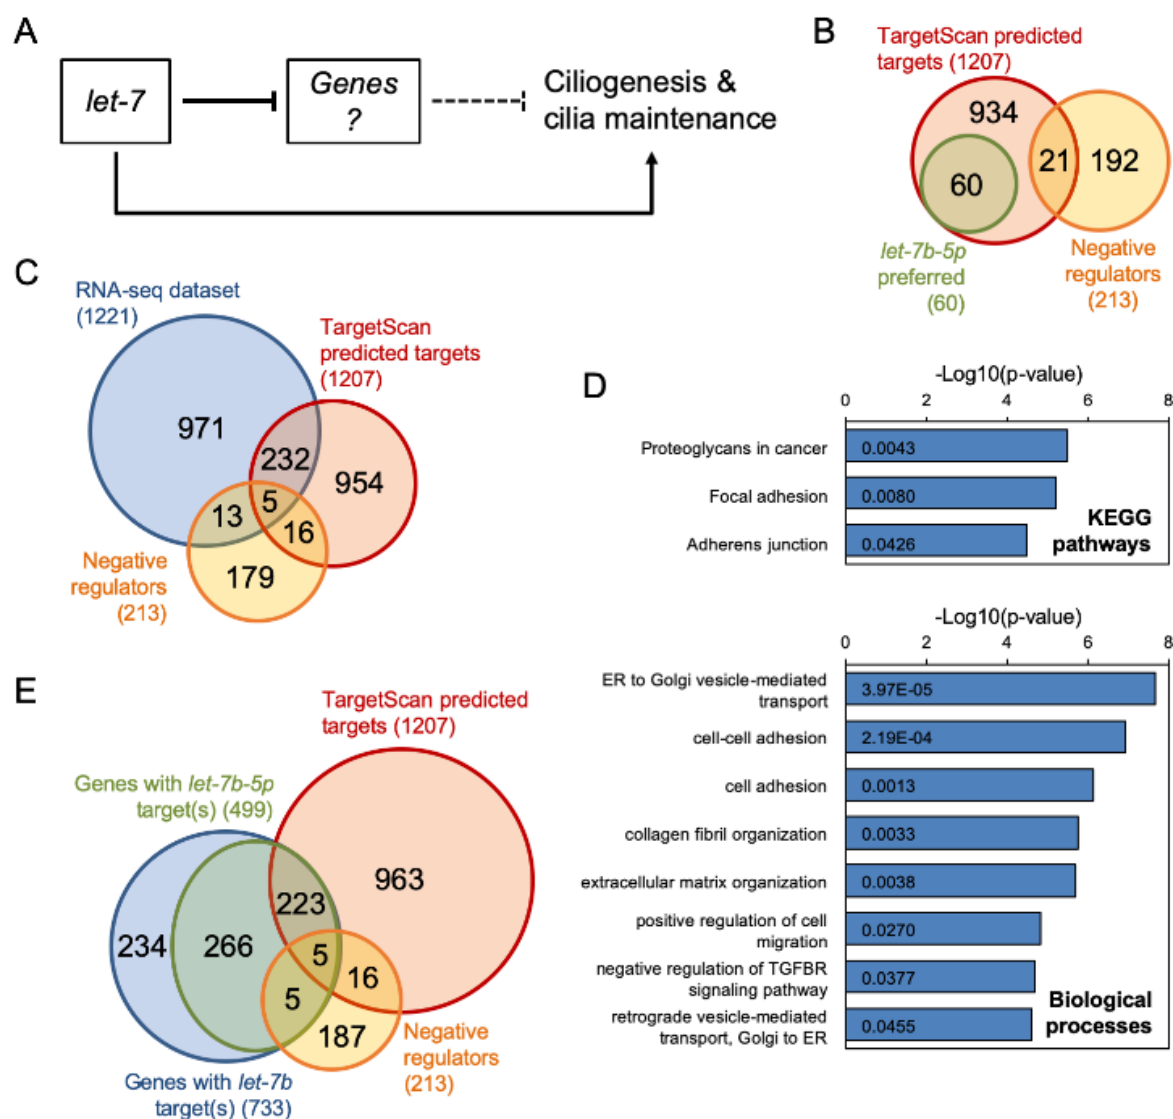 A
let-7
Genes
?
Ciliogenesis &
cilia maintenance
B
TargetScan predicted
targets (1207)
934
60
21
192
let-7b-5p
preferred
(60)
Negative
regulators
(213)
C
RNA-seq dataset
(1221)
TargetScan
predicted targets
(1207)
971
232
954
5
13
16
179
Negative
regulators
(213)
D
-Log10(p-value)
0 2 4 6 8
Proteoglycans in cancer 0.0043
Focal adhesion 0.0080
Adherens junction 0.0426
KEGG
pathways
-Log10(p-value)
0 2 4 6 8
ER to Golgi vesicle-mediated
transport
3.97E-05
cell-cell adhesion 2.19E-04
cell adhesion 0.0013
collagen fibril organization 0.0033
extracellular matrix organization 0.0038
positive regulation of cell
migration
0.0270
negative regulation of TGFBR
signaling pathway
0.0377
retrograde vesicle-mediated
transport, Golgi to ER
0.0455
Biological
processes
E
TargetScan predicted
targets (1207)
Genes with let-7b-5p
target(s) (499)
963
223
234
266
5
16
5
187
Negative
regulators
(213)
Genes with let-7b
target(s) (733)